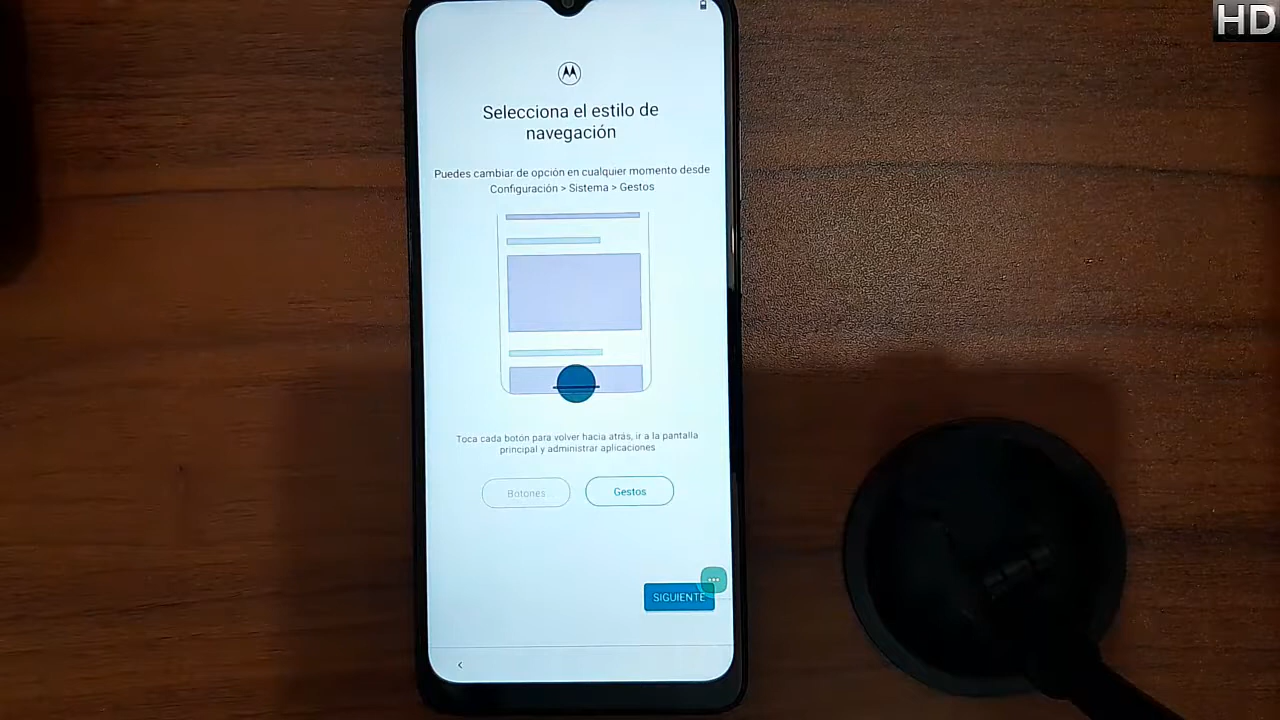 HD
Selecciona el estilo de
navegación
Puedes cambiar de opción en cualquier momento desde
Configuración > Sistema > Gestos
Toca cada botón para volver hacia atrás, ir a la pantalla
principal y administrar aplicaciones
Botones
Gestos
SIGUIENTE